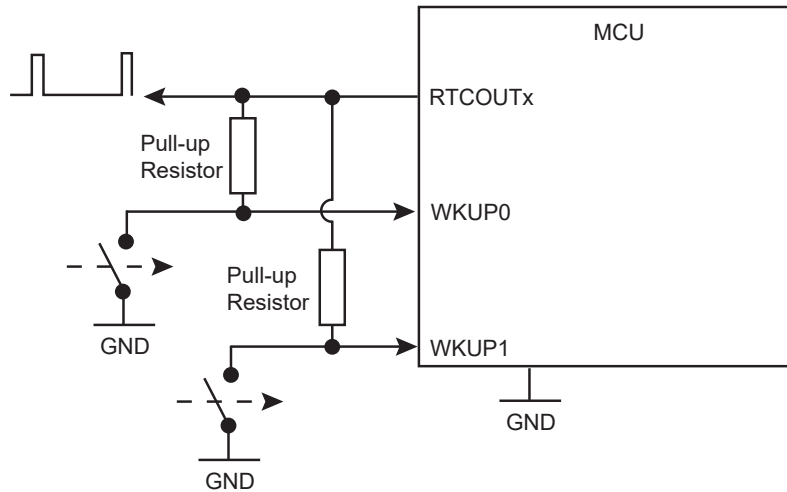 MCU
RTCOUTx
Pull-up
Resistor
WKUP0
Pull-up
Resistor
GND
WKUP1
GND
GND